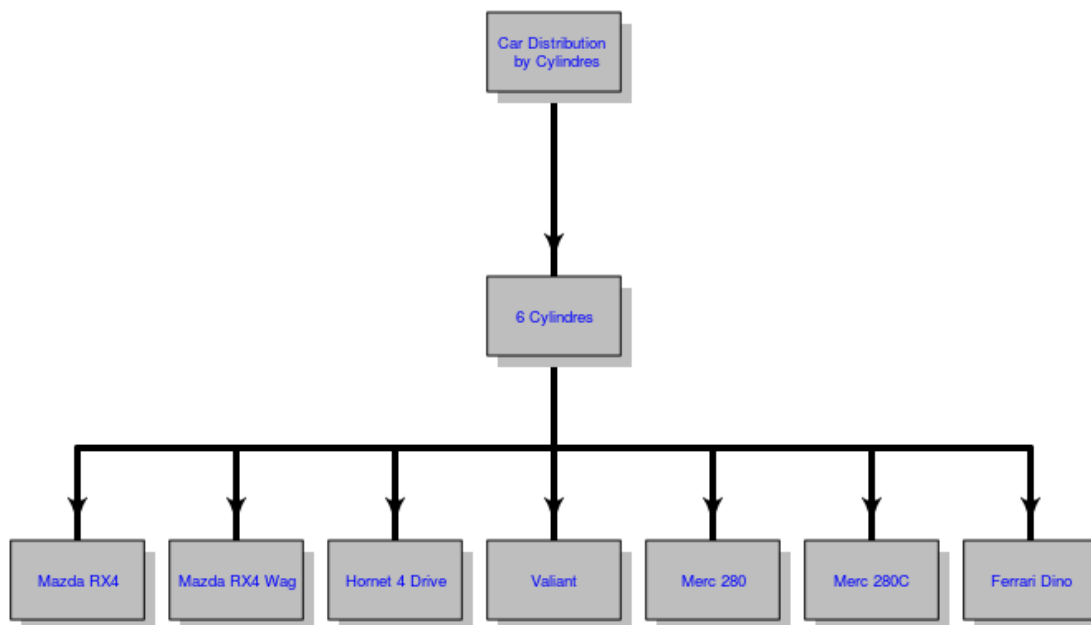 Car Distribution
by Cylindres
6 Cylindres
Mazda RX4
Mazda RX4 Wag
Hornet 4 Drive
Valiant
Merc 280
Merc 280C
Ferrari Dino